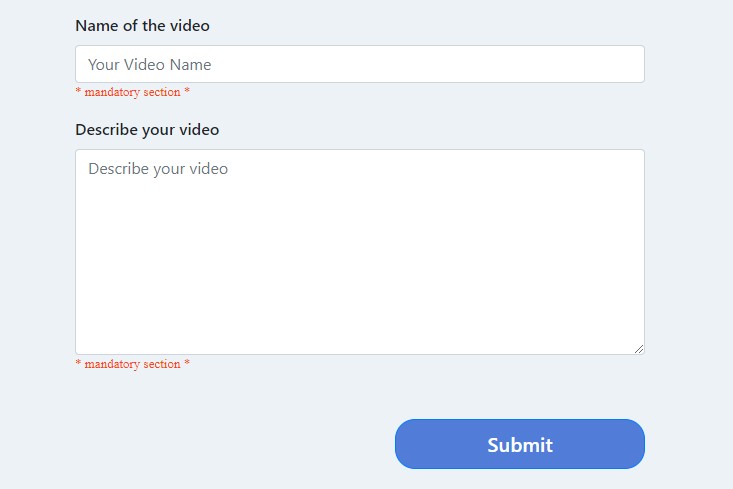 Name of the video
Your Video Name
* mandatory section *
Describe your video
Describe your video
* mandatory section *
Submit